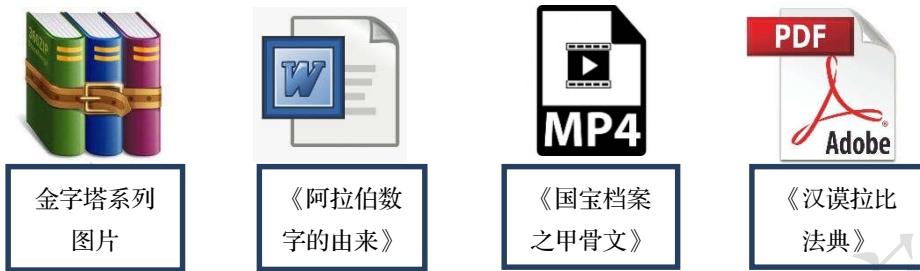 360ZIP
W
MP4
PDF
Adobe
金字塔系列
图片
《阿拉伯数
字的由来》
《国宝档案
之甲骨文》
《汉谟拉比
法典》